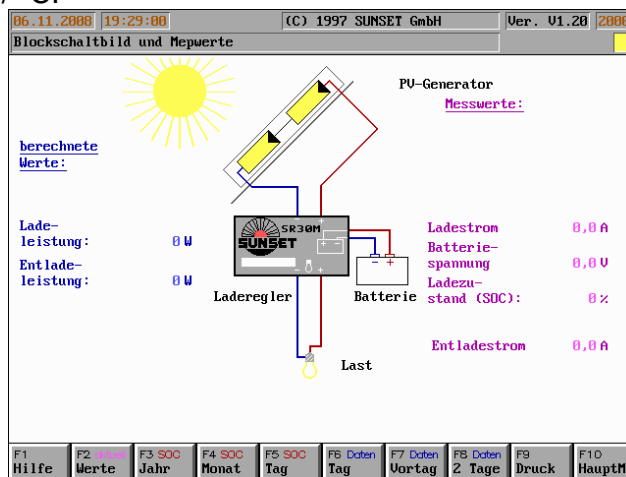 06.11.2008 19:29:00 (C) 1997 SUNSET GmbH Ver. V1.20
Blockschaltbild und Mepwerte
PV-Generator
Messwerte:
berechnete
Werte:
SR30M
SUNSET
Lade-
leistung: 0 W
Entlade-
leistung: 0 W
Ladestrom 0,0 A
Batterie-
spannung 0,0 V
Ladezu-
stand (SOC): 0 %
Laderegler
Batterie
Entladestrom 0,0 A
Last
F1 F2 aktuell F3 SOC F4 SOC F5 SOC F6 Daten F7 Daten F8 Daten F9 F10
Hilfe Werte Jahr Monat Tag Tag Vortag 2 Tage Druck HauptM